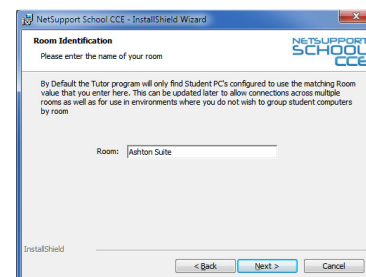 NetSupport School CCE - InstallShield Wizard
Room Identification
Please enter the name of your room
NETSUPPORT
SCHOOL
CCE
By Default the Tutor program will only find Student PC's configured to use the matching Room
value that you enter here. This can be updated later to allow connections across multiple
rooms as well as for use in environments where you do not wish to group student computers
by room
Room: Ashton Suite
InstallShield
< Back Next > Cancel